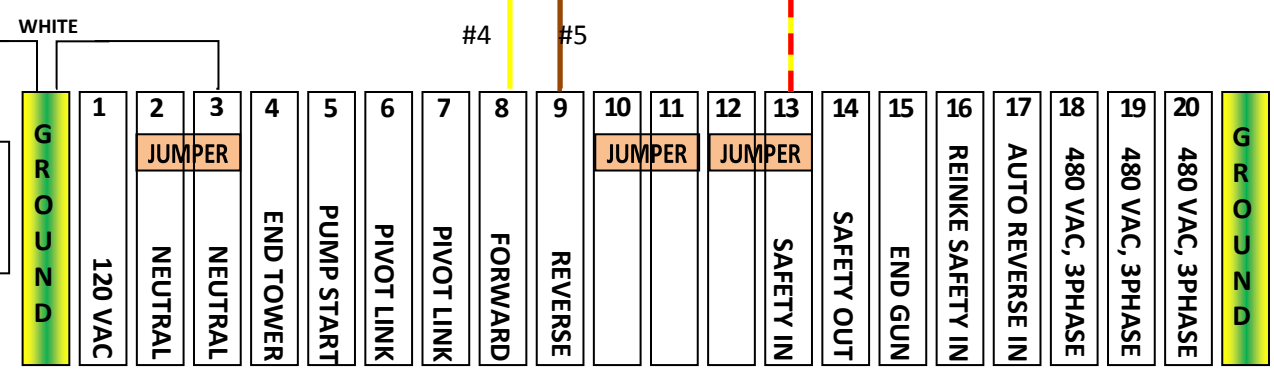 WHITE
#4
#5
GROUND
1
2
3
4
5
6
7
8
9
10
11
12
13
14
15
16
17
18
19
20
GROUND
JUMPER
JUMPER
JUMPER
120 VAC
NEUTRAL
NEUTRAL
END TOWER
PUMP START
PIVOT LINK
PIVOT LINK
FORWARD
REVERSE
SAFETY IN
SAFETY OUT
END GUN
REINKE SAFETY IN
AUTO REVERSE IN
480 VAC, 3PHASE
480 VAC, 3PHASE
480 VAC, 3PHASE